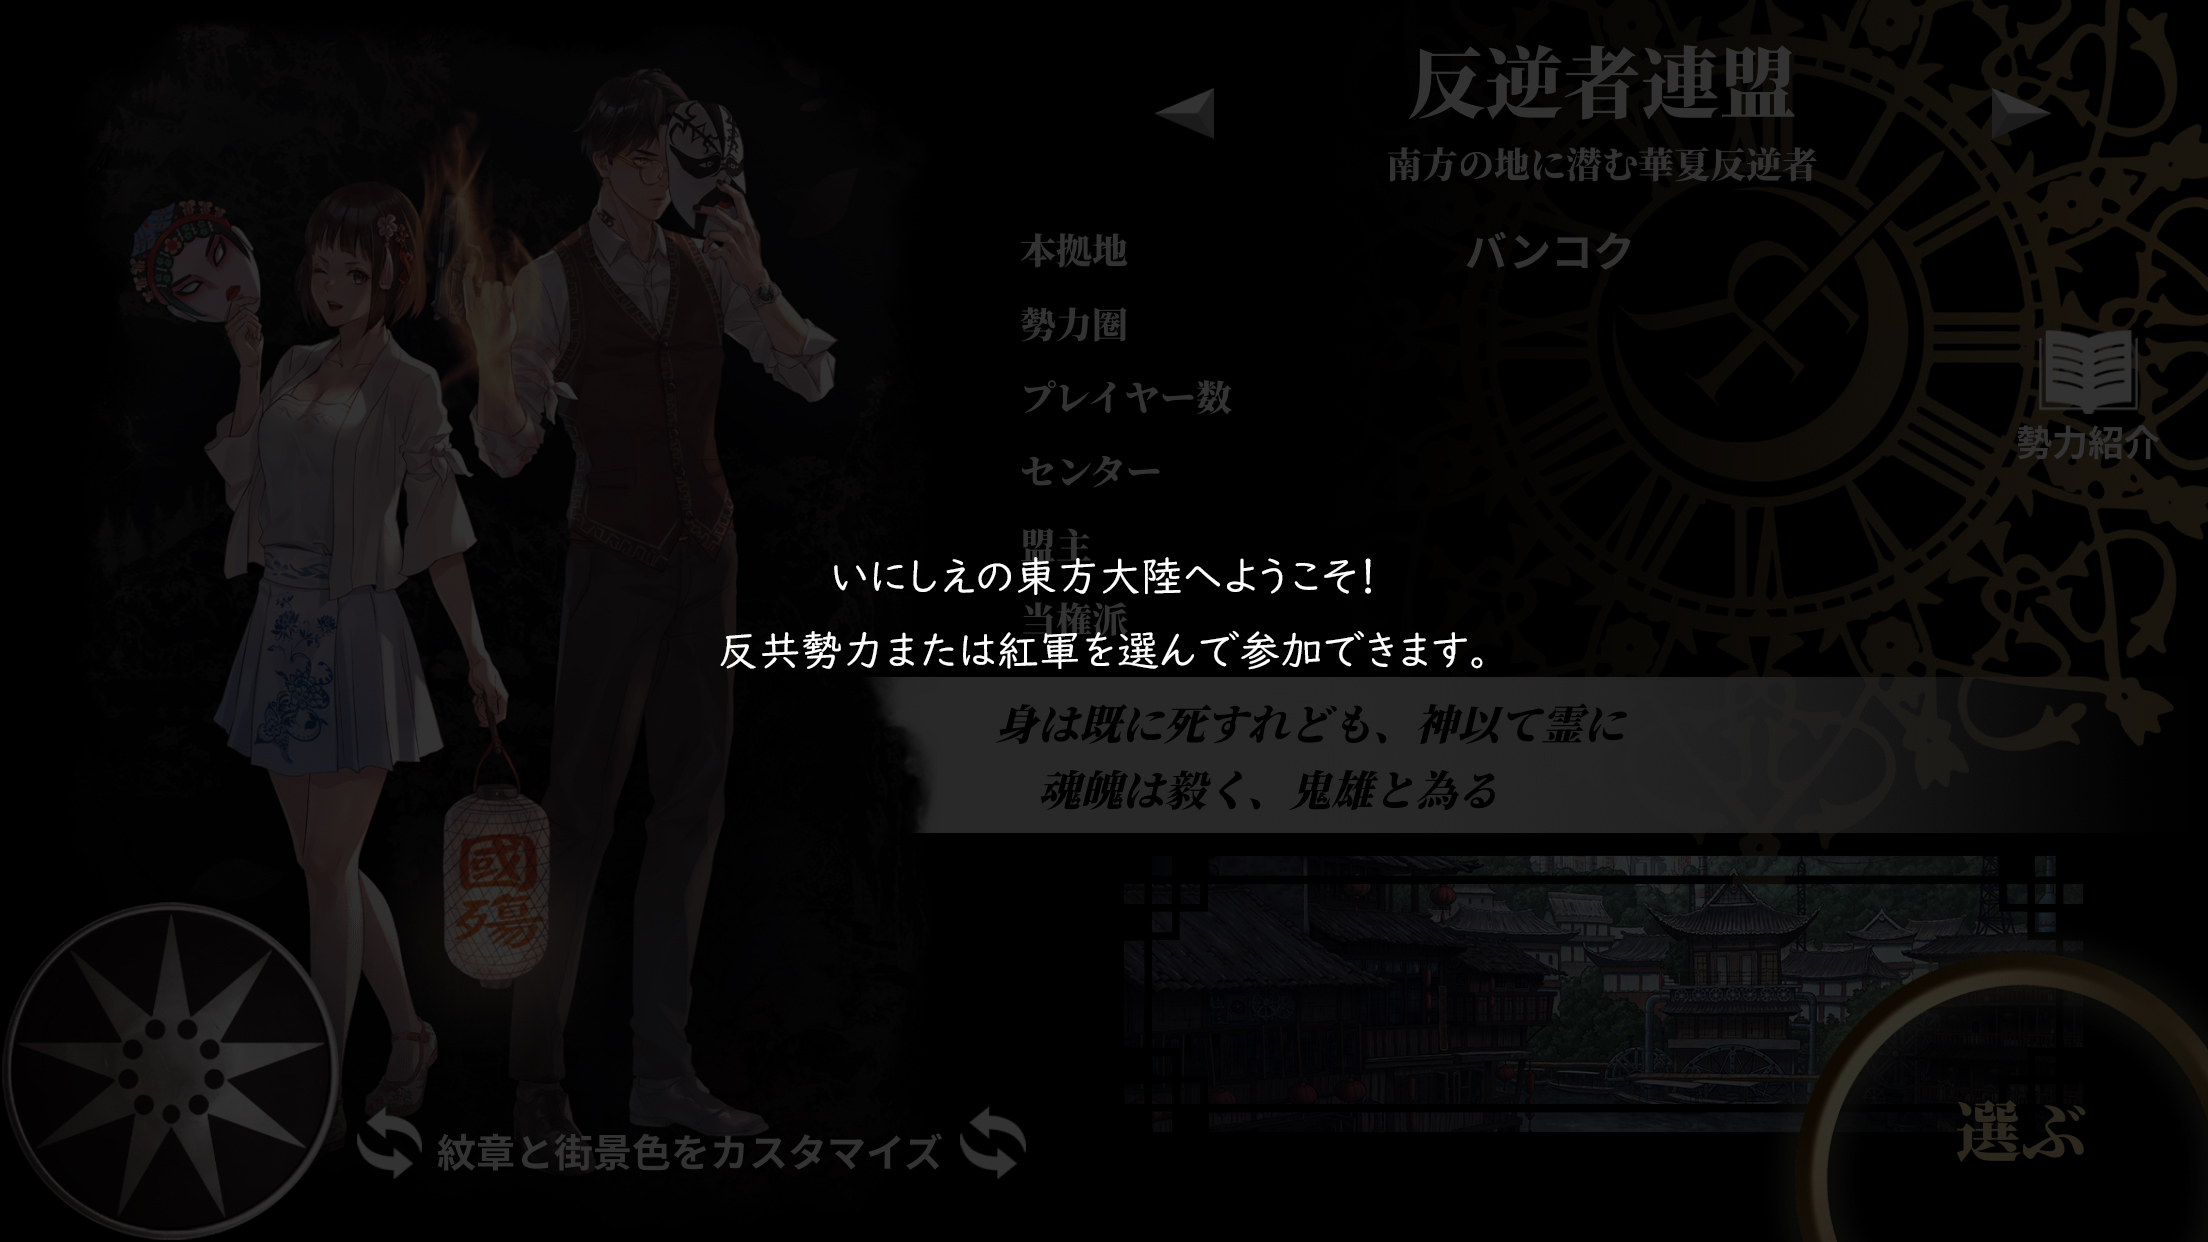 反逆者連盟
南方の地に潜む華夏反逆者
本拠地 バンコク
勢力圏
プレイヤー数
センター
盟主
当権派
勢力紹介
いにしえの東方大陸へようこそ!
反共勢力または紅軍を選んで参加できます。
身は既に死すれども、神以て霊に
魂魄は毅く、鬼雄と為る
國殤
紋章と街景色をカスタマイズ
選ぶ